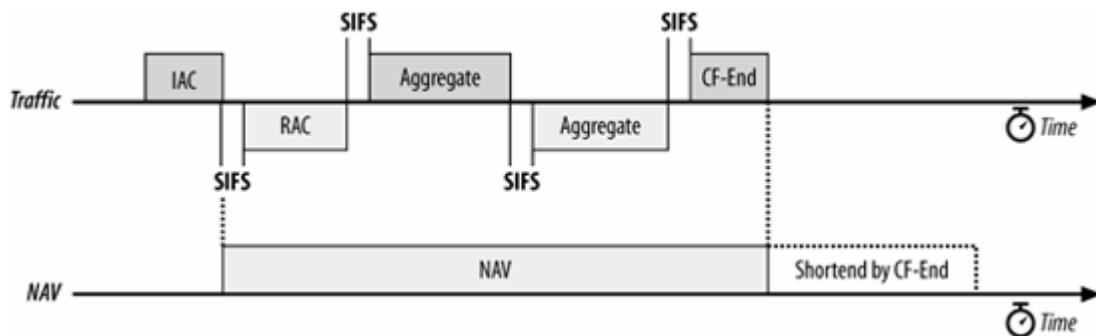 SIFS SIFS
IAC Aggregate CF-End
Traffic
RAC Aggregate Time
SIFS SIFS
NAV Shortend by CF-End
NAV
Time